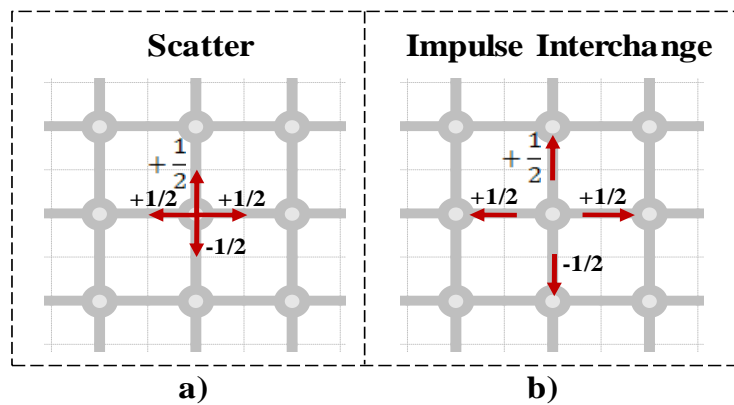 Scatter
+ 1/2
+1/2
+1/2
-1/2
a)
Impulse Interchange
+ 1/2
+1/2
+1/2
-1/2
b)